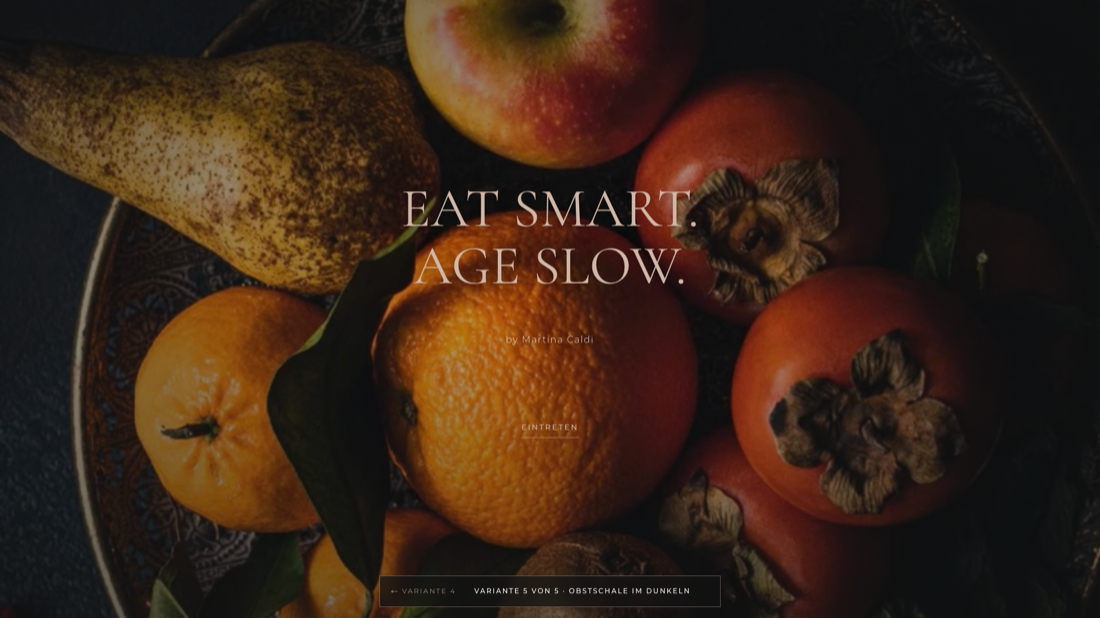 EAT SMART.
AGE SLOW.
by Martina Caldi
EINTRETEN
← VARIANTE 4 VARIANTE 5 VON 5 · OBSTSCHALE IM DUNKELN